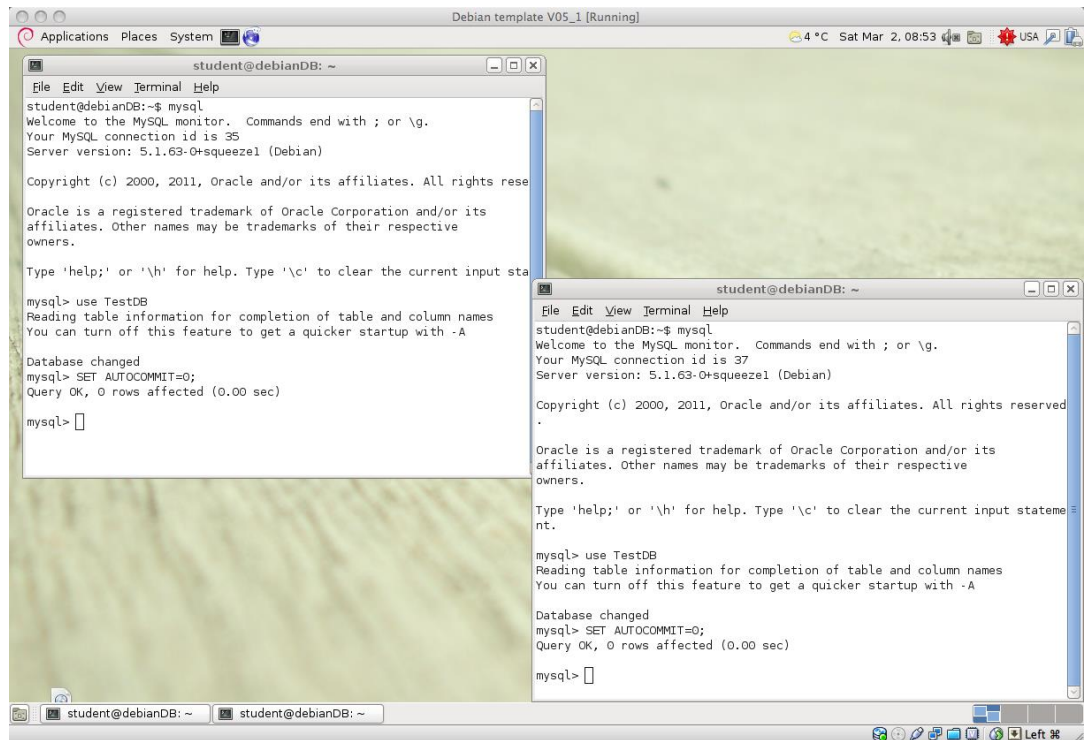 Debian template V05_1 [Running]
Applications Places System 4 °C Sat Mar 2, 08:53 USA
student@debianDB: ~
File Edit View Terminal Help
student@debianDB:~$ mysql
Welcome to the MySQL monitor. Commands end with ; or \g.
Your MySQL connection id is 35
Server version: 5.1.63-0+squeeze1 (Debian)
Copyright (c) 2000, 2011, Oracle and/or its affiliates. All rights rese
Oracle is a registered trademark of Oracle Corporation and/or its
affiliates. Other names may be trademarks of their respective
owners.
Type 'help;' or '\h' for help. Type '\c' to clear the current input sta
mysql> use TestDB
Reading table information for completion of table and column names
You can turn off this feature to get a quicker startup with -A
Database changed
mysql> SET AUTOCOMMIT=0;
Query OK, 0 rows affected (0.00 sec)
mysql>
student@debianDB: ~
File Edit View Terminal Help
student@debianDB:~$ mysql
Welcome to the MySQL monitor. Commands end with ; or \g.
Your MySQL connection id is 37
Server version: 5.1.63-0+squeeze1 (Debian)
Copyright (c) 2000, 2011, Oracle and/or its affiliates. All rights reserved
.
Oracle is a registered trademark of Oracle Corporation and/or its
affiliates. Other names may be trademarks of their respective
owners.
Type 'help;' or '\h' for help. Type '\c' to clear the current input stateme
nt.
mysql> use TestDB
Reading table information for completion of table and column names
You can turn off this feature to get a quicker startup with -A
Database changed
mysql> SET AUTOCOMMIT=0;
Query OK, 0 rows affected (0.00 sec)
mysql>
student@debianDB: ~ student@debianDB: ~
Left ⌘